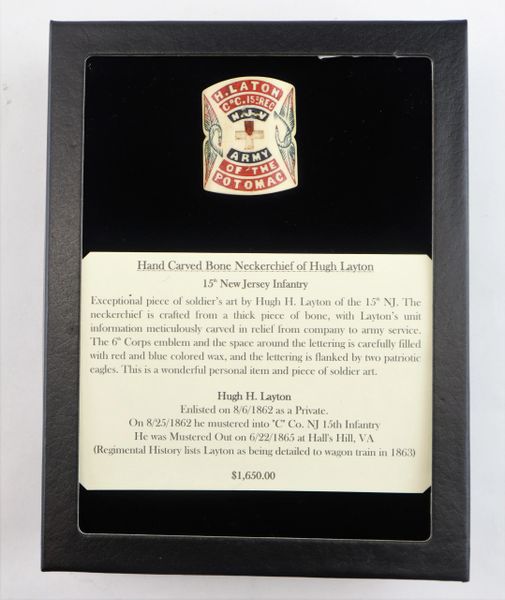 H. LATON
Co C. 15th REG
N.J.V
ARMY
OF THE
POTOMAC
Hand Carved Bone Neckerchief of Hugh Layton
15th New Jersey Infantry
Exceptional piece of soldier's art by Hugh H. Layton of the 15th NJ. The
neckerchief is crafted from a thick piece of bone, with Layton's unit
information meticulously carved in relief from company to army service.
The 6th Corps emblem and the space around the lettering is carefully filled
with red and blue colored wax, and the lettering is flanked by two patriotic
eagles. This is a wonderful personal item and piece of soldier art.
Hugh H. Layton
Enlisted on 8/6/1862 as a Private.
On 8/25/1862 he mustered into "C" Co. NJ 15th Infantry
He was Mustered Out on 6/22/1865 at Hall's Hill, VA
(Regimental History lists Layton as being detailed to wagon train in 1863)
$1,650.00